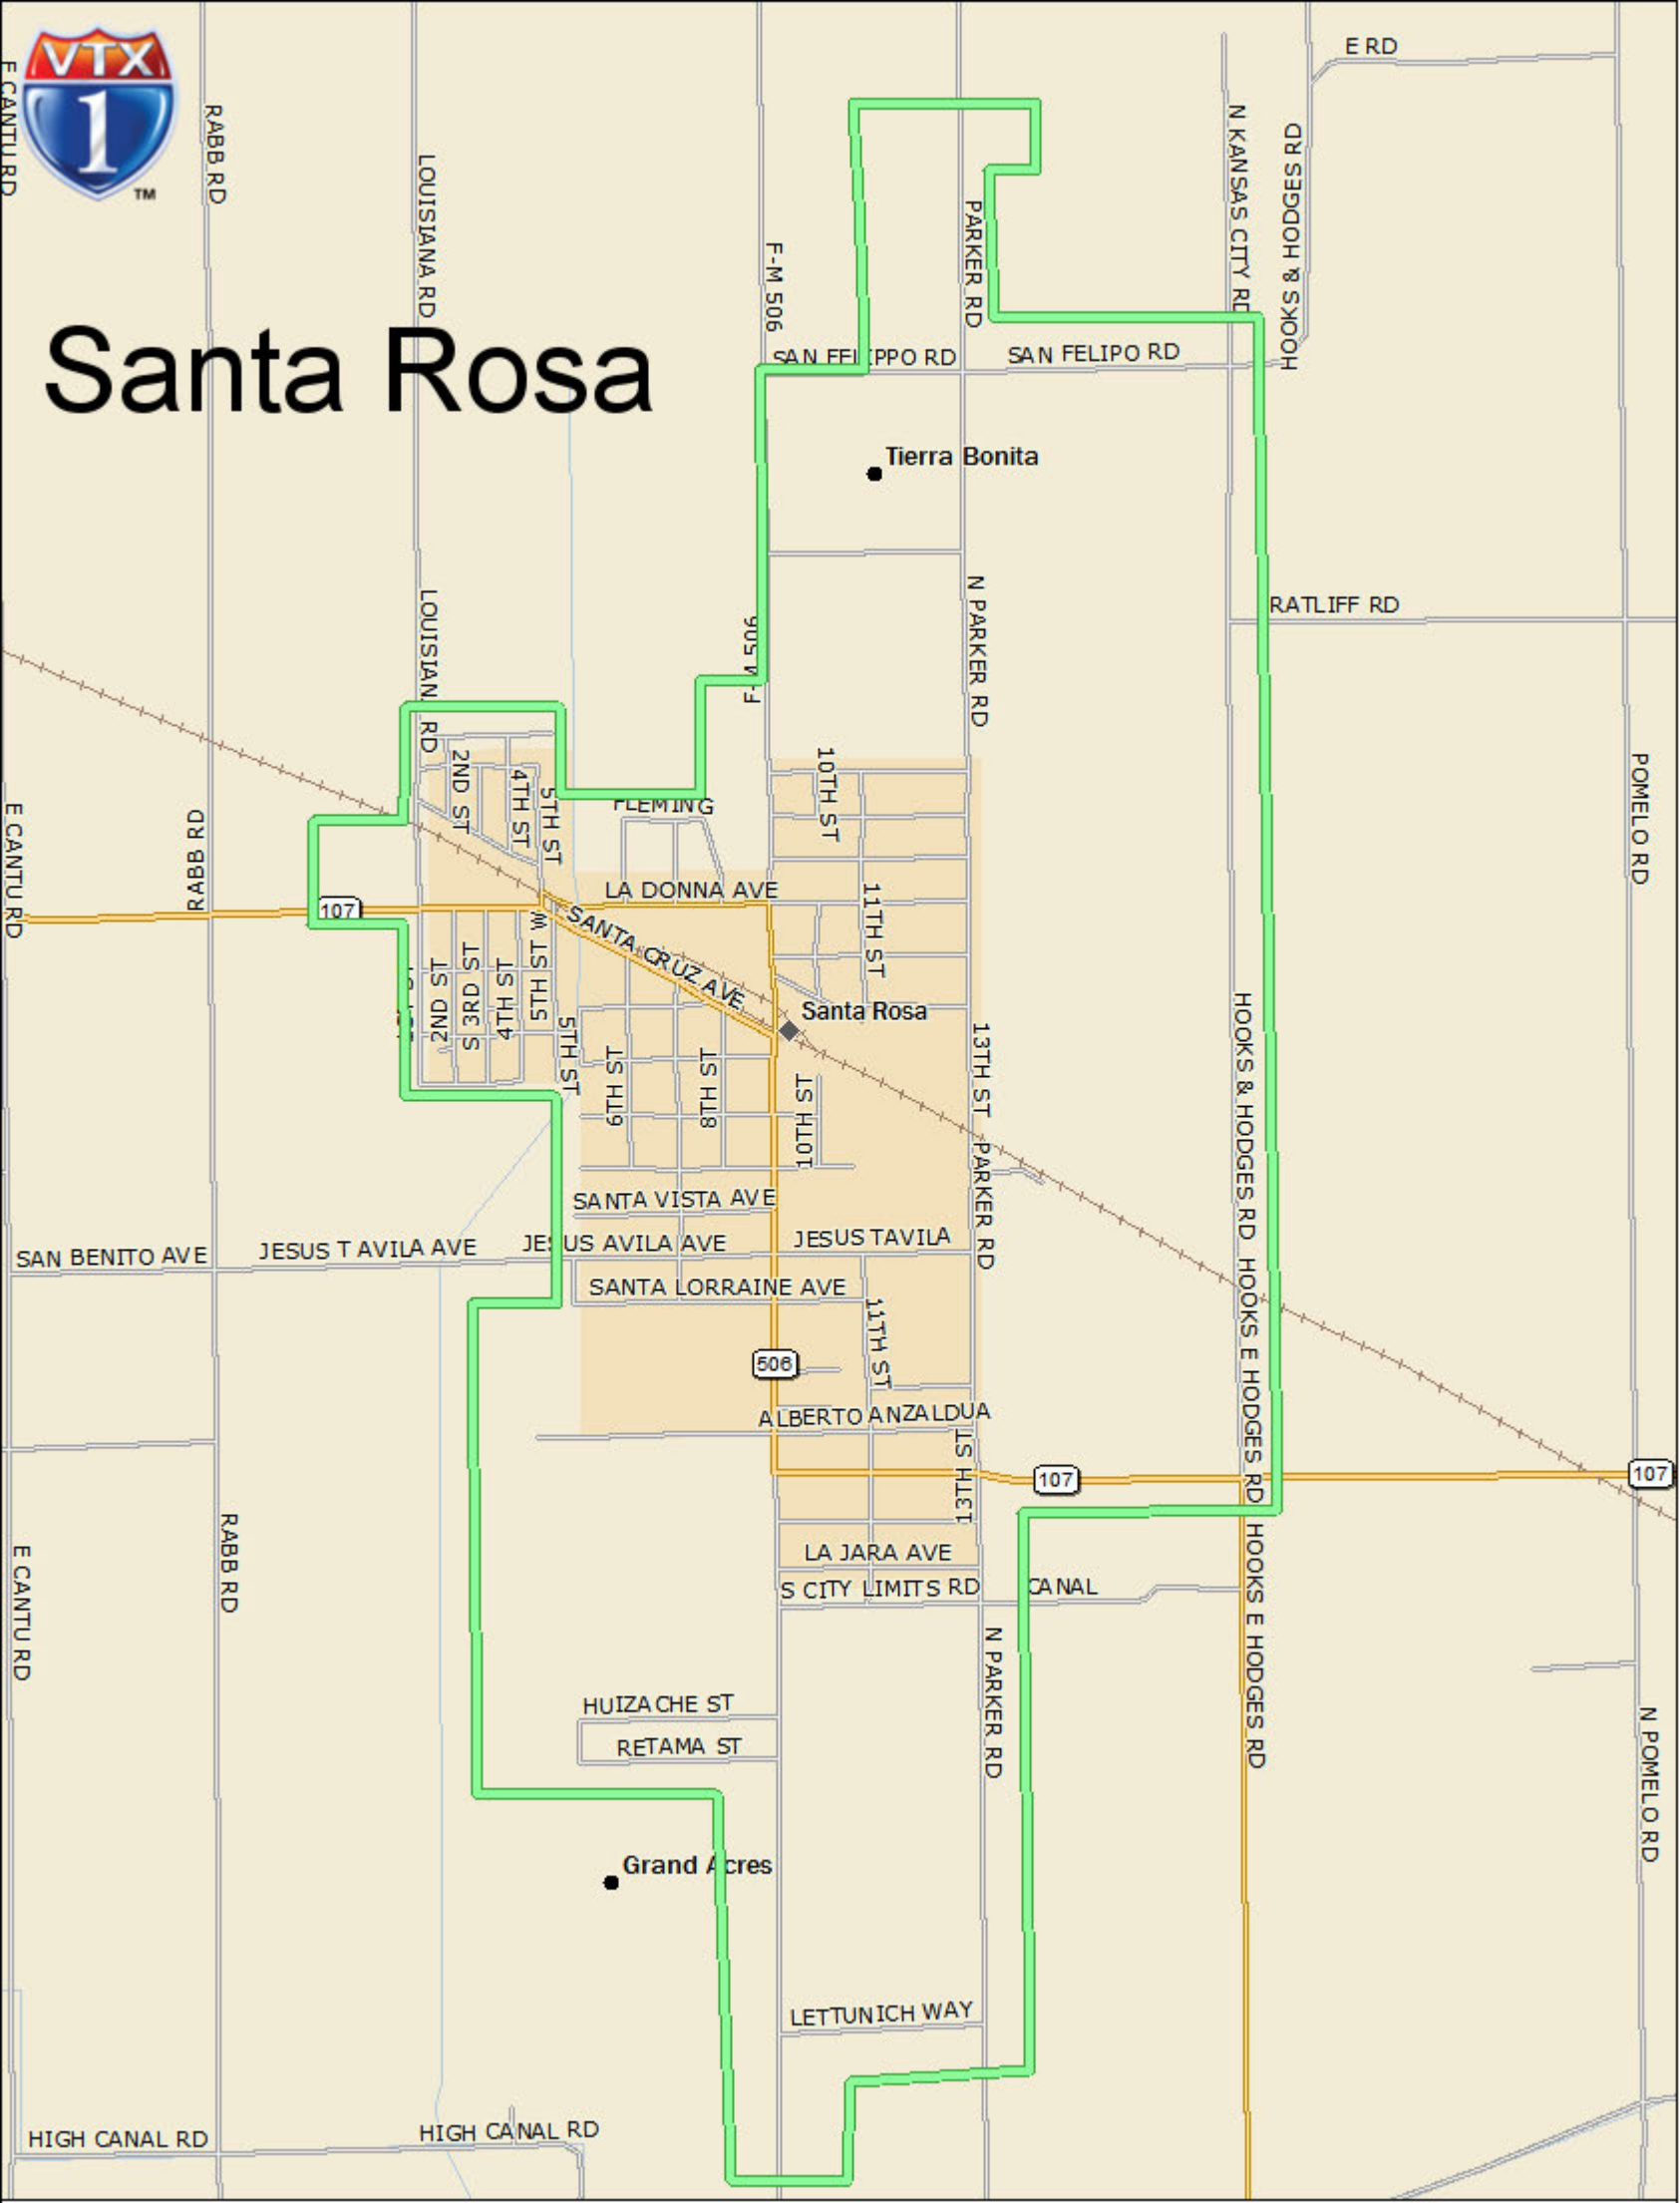 VTX
1
TM
E CANTU RD
RABB RD
LOUISIANA RD
F-M 506
PARKER RD
N KANSAS CITY RD
HOOKS & HODGES RD
E RD
Santa Rosa
SAN FELIPPO RD
SAN FELIPO RD
Tierra Bonita
RATLIFF RD
N PARKER RD
LOUISIAN RD
F-M 506
2ND ST
4TH ST
5TH ST
FLEMING
10TH ST
POMELO RD
E CANTU RD
RABB RD
107
LA DONNA AVE
11TH ST
SANTA CRUZ AVE
Santa Rosa
2ND ST
S 3RD ST
4TH ST
5TH ST W
5TH ST
6TH ST
8TH ST
10TH ST
13TH ST
PARKER RD
HOOKS & HODGES RD
SANTA VISTA AVE
SAN BENITO AVE
JESUS T AVILA AVE
JESUS AVILA AVE
JESUS TAVILA
SANTA LORRAINE AVE
11TH ST
HOOKS E HODGES RD
506
ALBERTO ANZALDUA
13TH ST
107
107
RABB RD
E CANTU RD
LA JARA AVE
S CITY LIMITS RD
CANAL
HOOKS E HODGES RD
N PARKER RD
HUIZACHE ST
RETAMA ST
N POMELO RD
Grand Acres
LETTUNICH WAY
HIGH CANAL RD
HIGH CANAL RD